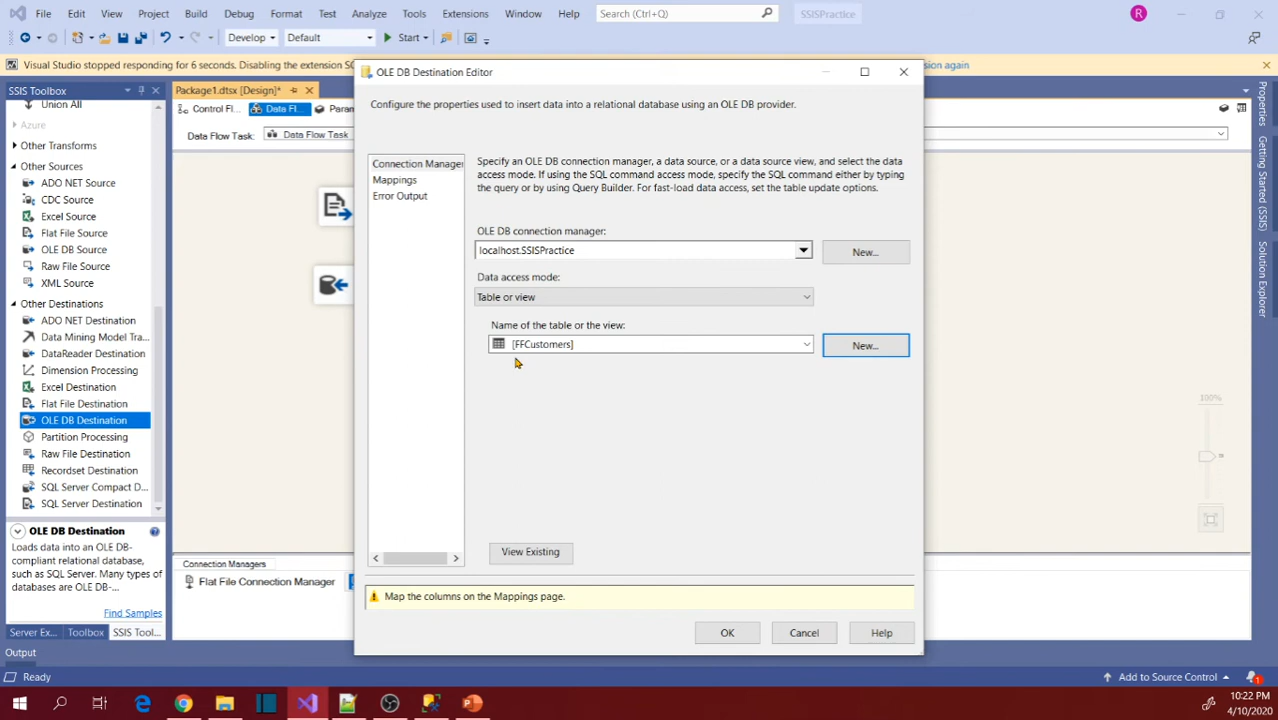 File Edit View Project Build Debug Format Test Analyze Tools Extensions Window Help Search (Ctrl+Q) SSISPractice R
Develop Default Start
Visual Studio stopped responding for 6 seconds. Disabling the extension S
sion again
SSIS Toolbox
Package1.dtsx [Design]*
Union All
Azure
Other Transforms
Other Sources
ADO NET Source
CDC Source
Excel Source
Flat File Source
OLE DB Source
Raw File Source
XML Source
Other Destinations
ADO NET Destination
Data Mining Model Tra...
DataReader Destination
Dimension Processing
Excel Destination
Flat File Destination
OLE DB Destination
Partition Processing
Raw File Destination
Recordset Destination
SQL Server Compact D...
SQL Server Destination
OLE DB Destination
Loads data into an OLE DB-
compliant relational database,
such as SQL Server. Many types of
databases are OLE DB-...
Find Samples
Server Ex... Toolbox SSIS Tool...
Control Fl... Data Fl... Param
Data Flow Task: Data Flow Task
Connection Managers
Flat File Connection Manager
OLE DB Destination Editor
Configure the properties used to insert data into a relational database using an OLE DB provider.
Connection Manager
Mappings
Error Output
Specify an OLE DB connection manager, a data source, or a data source view, and select the data
access mode. If using the SQL command access mode, specify the SQL command either by typing
the query or by using Query Builder. For fast-load data access, set the table update options.
OLE DB connection manager:
localhost.SSISPractice New...
Data access mode:
Table or view
Name of the table or the view:
[FFCustomers] New...
View Existing
Map the columns on the Mappings page.
OK Cancel Help
100%
Properties
Getting Started (SSIS)
Solution Explorer
Output
Ready
Add to Source Control 1
10:22 PM
4/10/2020